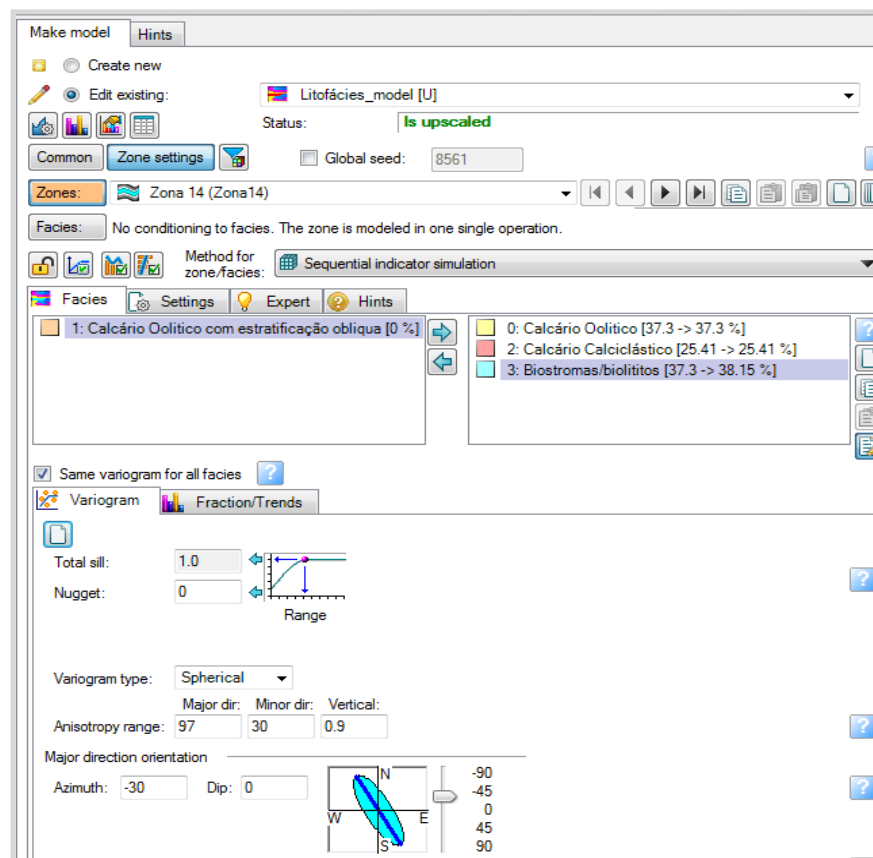 Make model Hints
Create new
Edit existing: Litofácies_model [U]
Status: Is upscaled
Common Zone settings Global seed: 8561
Zones: Zona 14 (Zona14)
Facies: No conditioning to facies. The zone is modeled in one single operation.
Method for
zone/facies: Sequential indicator simulation
Facies Settings Expert Hints
1: Calcário Oolitico com estratificação obliqua [0 %]
0: Calcário Oolitico [37.3 -> 37.3 %]
2: Calcário Calciclástico [25.41 -> 25.41 %]
3: Biostromas/biolititos [37.3 -> 38.15 %]
Same variogram for all facies ?
Variogram Fraction/Trends
Total sill: 1.0
Nugget: 0
Range
?
Variogram type: Spherical
Major dir: Minor dir: Vertical:
Anisotropy range: 97 30 0.9 ?
Major direction orientation
Azimuth: -30 Dip: 0 ?
N
W E
S
-90
-45
0
45
90